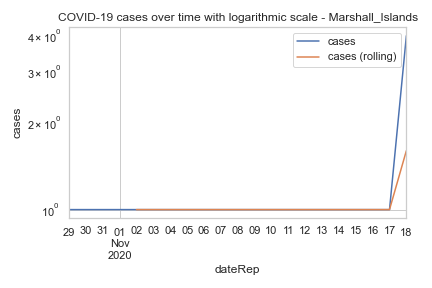 COVID-19 cases over time with logarithmic scale - Marshall_Islands
4 × 10⁰
3 × 10⁰
2 × 10⁰
10⁰
cases
cases
cases (rolling)
29 30 31 01 02 03 04 05 06 07 08 09 10 11 12 13 14 15 16 17 18
Nov
2020
dateRep